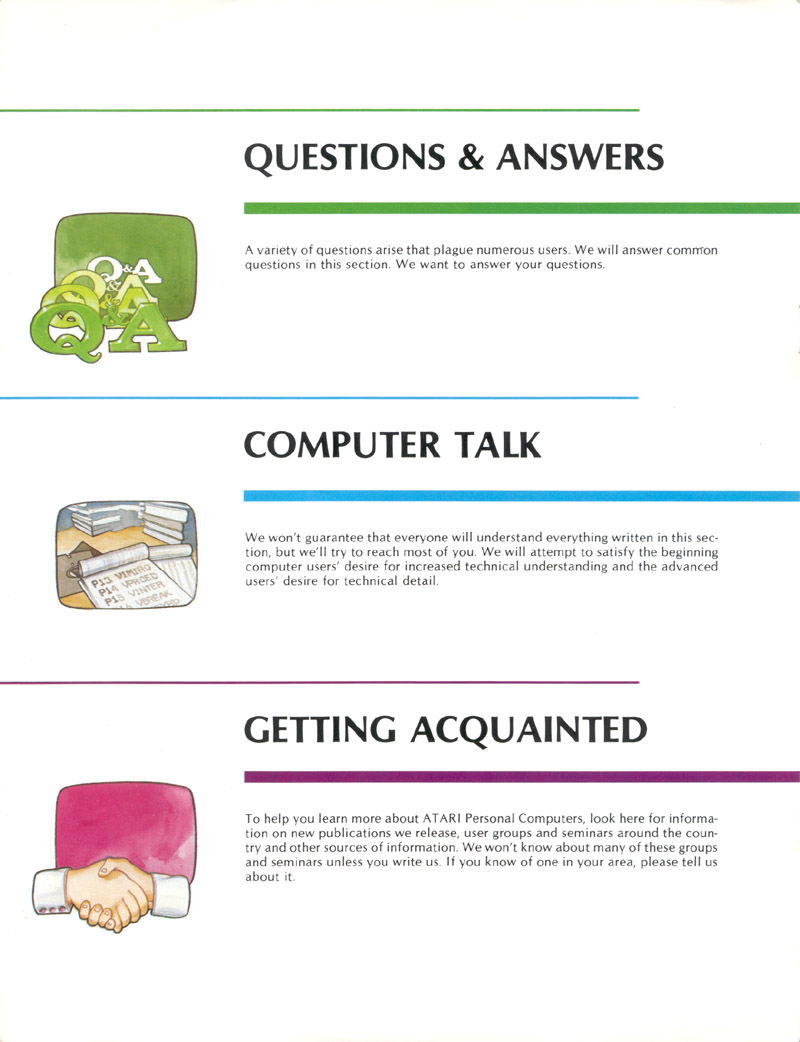 QUESTIONS & ANSWERS
A variety of questions arise that plague numerous users. We will answer common
questions in this section. We want to answer your questions.
Q&A
Q&A
Q&A
Q&A
COMPUTER TALK
We won't guarantee that everyone will understand everything written in this sec-
tion, but we'll try to reach most of you. We will attempt to satisfy the beginning
computer users' desire for increased technical understanding and the advanced
users' desire for technical detail.
P13 VIMIRQ
P14 VPRCED
P15 VINTER
VBREAK
GETTING ACQUAINTED
To help you learn more about ATARI Personal Computers, look here for informa-
tion on new publications we release, user groups and seminars around the coun-
try and other sources of information. We won't know about many of these groups
and seminars unless you write us. If you know of one in your area, please tell us
about it.